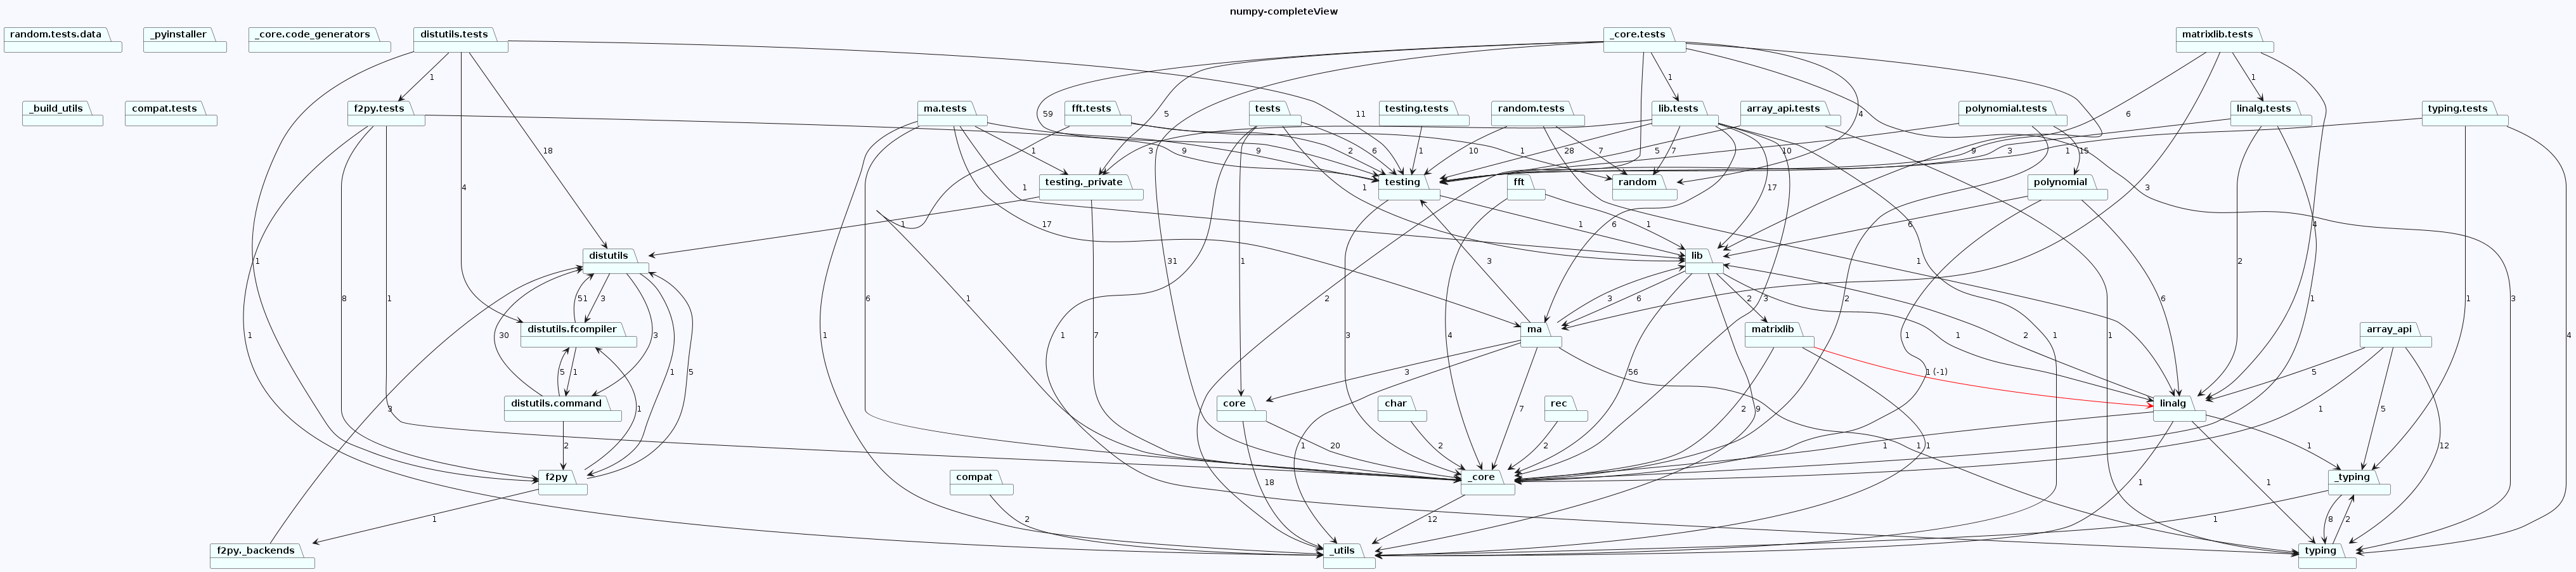 numpy-completeView
random.tests.data
_pyinstaller
_core.code_generators
distutils.tests
_core.tests
matrixlib.tests
1
1
1
_build_utils
compat.tests
f2py.tests
ma.tests
fft.tests
tests
testing.tests
random.tests
lib.tests
array_api.tests
polynomial.tests
linalg.tests
typing.tests
59
5
11
4
6
18
9
1
9
3
2
6
1
10
28
7
1
7
5
10
9
15
3
1
4
1
17
1
17
3
testing._private
testing
fft
random
polynomial
1
1
6
1
6
4
distutils
lib
1
8
1
31
1
3
2
1
2
51
3
3
6
2
1
2
1
1
3
distutils.fcompiler
ma
matrixlib
array_api
1
30
5
1
3
1
5
1
6
1
7
1
3
4
56
3
2
1
6
1
1
4
1 (-1)
5
distutils.command
core
char
rec
linalg
3
2
1
3
7
2
9
1
5
1
12
1
20
2
2
1
1
1
1
f2py
compat
_core
_typing
1
2
18
12
1
1
8
2
f2py._backends
_utils
typing